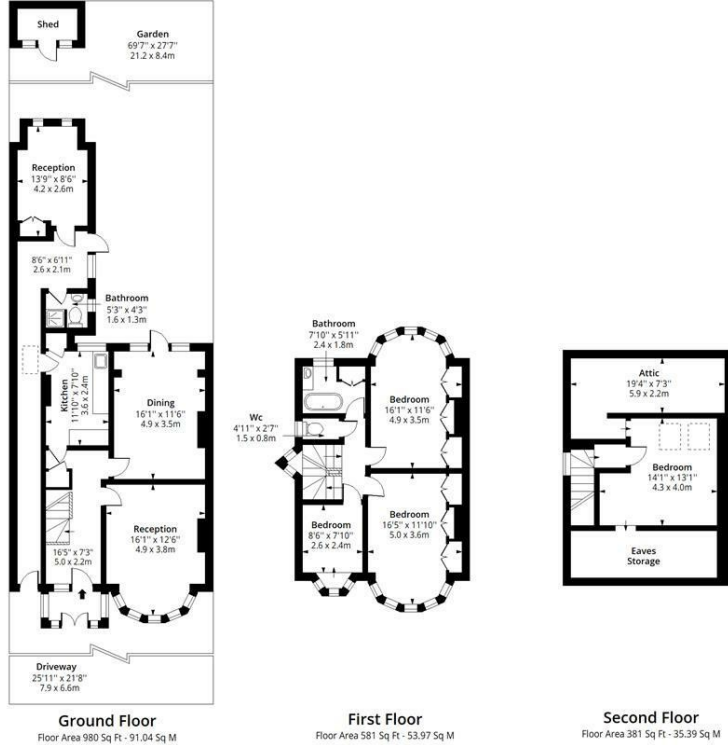 Shed
Garden
69'7" x 27'7"
21.2 x 8.4m
Reception
13'9" x 8'6"
4.2 x 2.6m
8'6" x 6'11"
2.6 x 2.1m
Bathroom
5'3" x 4'3"
1.6 x 1.3m
Kitchen
11'10" x 7'10"
3.6 x 2.4m
Dining
16'1" x 11'6"
4.9 x 3.5m
Reception
16'1" x 12'6"
4.9 x 3.8m
16'5" x 7'3"
5.0 x 2.2m
Driveway
25'11" x 21'8"
7.9 x 6.6m
Ground Floor
Floor Area 980 Sq Ft - 91.04 Sq M
Bathroom
7'10" x 5'11"
2.4 x 1.8m
Wc
4'11" x 2'7"
1.5 x 0.8m
Bedroom
16'1" x 11'6"
4.9 x 3.5m
Bedroom
8'6" x 7'10"
2.6 x 2.4m
Bedroom
16'5" x 11'10"
5.0 x 3.6m
First Floor
Floor Area 581 Sq Ft - 53.97 Sq M
Attic
19'4" x 7'3"
5.9 x 2.2m
Bedroom
14'1" x 13'1"
4.3 x 4.0m
Eaves
Storage
Second Floor
Floor Area 381 Sq Ft - 35.39 Sq M